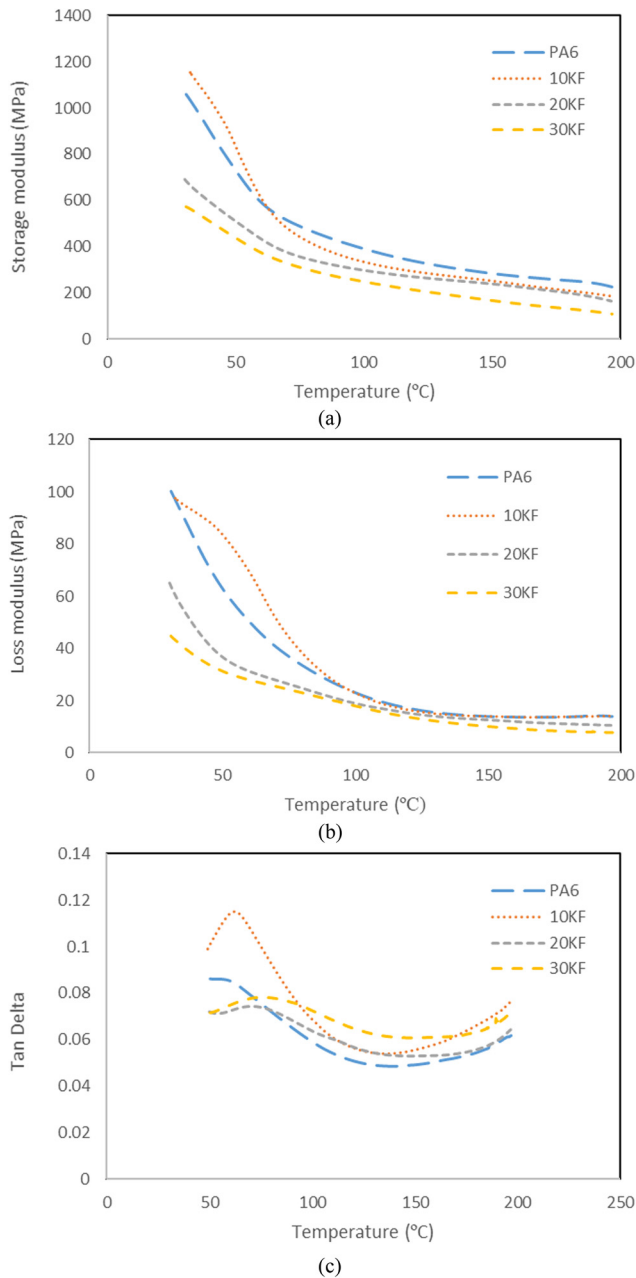 1400
1200
1000
800
600
400
200
0
0
50
100
150
200
Storage modulus (MPa)
Temperature (°C)
PA6
10KF
20KF
30KF
(a)
120
100
80
60
40
20
0
0
50
100
150
200
Loss modulus (MPa)
Temperature (℃)
PA6
10KF
20KF
30KF
(b)
0.14
0.12
0.1
0.08
0.06
0.04
0.02
0
0
50
100
150
200
250
Tan Delta
Temperature (°C)
PA6
10KF
20KF
30KF
(c)